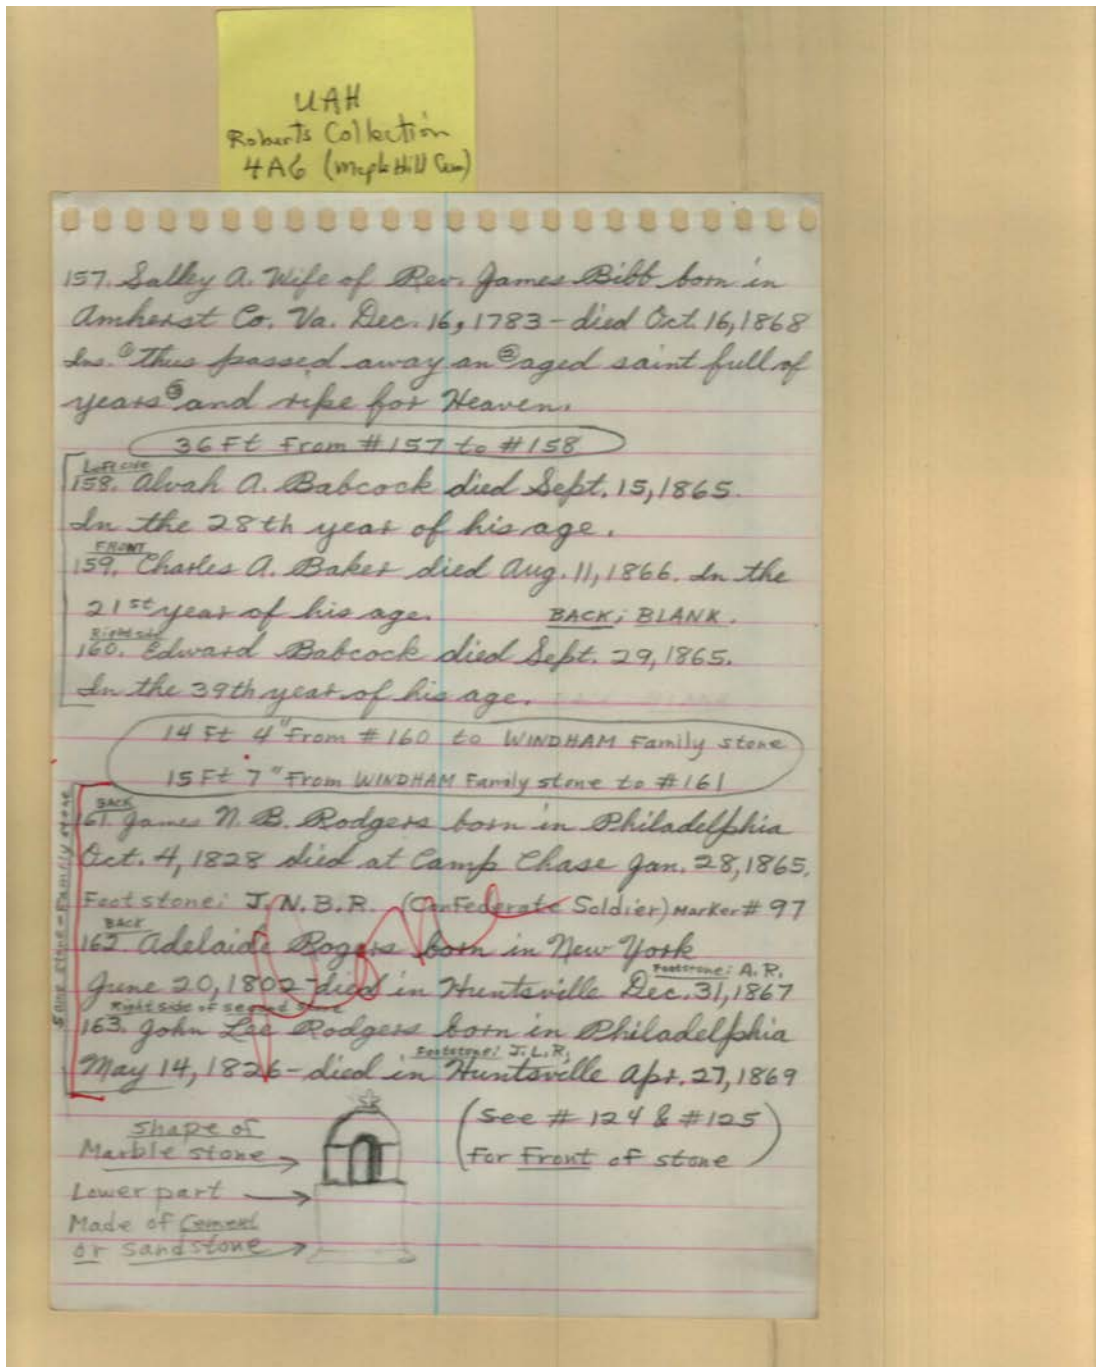 UAH
Roberts Collection
4A6 (Maple Hill Cem)
157. Salley A. Wife of Rev. James Bibb born in
Amherst Co. Va. Dec. 16, 1783 - died Oct. 16, 1868
Ins. ① Thus passed away an ② aged saint full of
years ③ and ripe for Heaven.
36 Ft From #157 to #158
Left side
158. Alvah A. Babcock died Sept. 15, 1865.
In the 28th year of his age.
FRONT
159. Charles A. Baker died Aug. 11, 1866. In the
21st year of his age. BACK; BLANK.
Right side
160. Edward Babcock died Sept. 29, 1865.
In the 39th year of his age.
14 Ft 4" From #160 to WINDHAM Family stone
15 Ft 7" From WINDHAM Family stone to #161
Same stone - Family stone
BACK
161. James N. B. Rodgers born in Philadelphia
Oct. 4, 1828 died at Camp Chase Jan. 28, 1865.
Footstone: J. N. B. R. (Confederate Soldier) Marker # 97
BACK
162. Adelaide Rogers born in New York
Footstone: A. R.
June 20, 1802 - died in Huntsville Dec. 31, 1867
Right side of second stone
163. John Lee Rodgers born in Philadelphia
Footstone: J. L. R.
May 14, 1826 - died in Huntsville Apr. 27, 1869
Shape of
Marble stone
Lower part
Made of Cement
or Sandstone
(See # 124 & #125
For Front of stone)